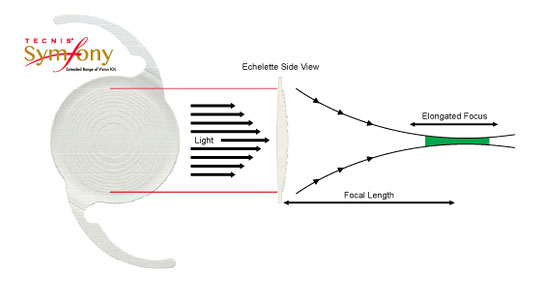 TECNIS
Symfony
Extended Range of Vision IOL
Echelette Side View
Elongated Focus
Light
Focal Length